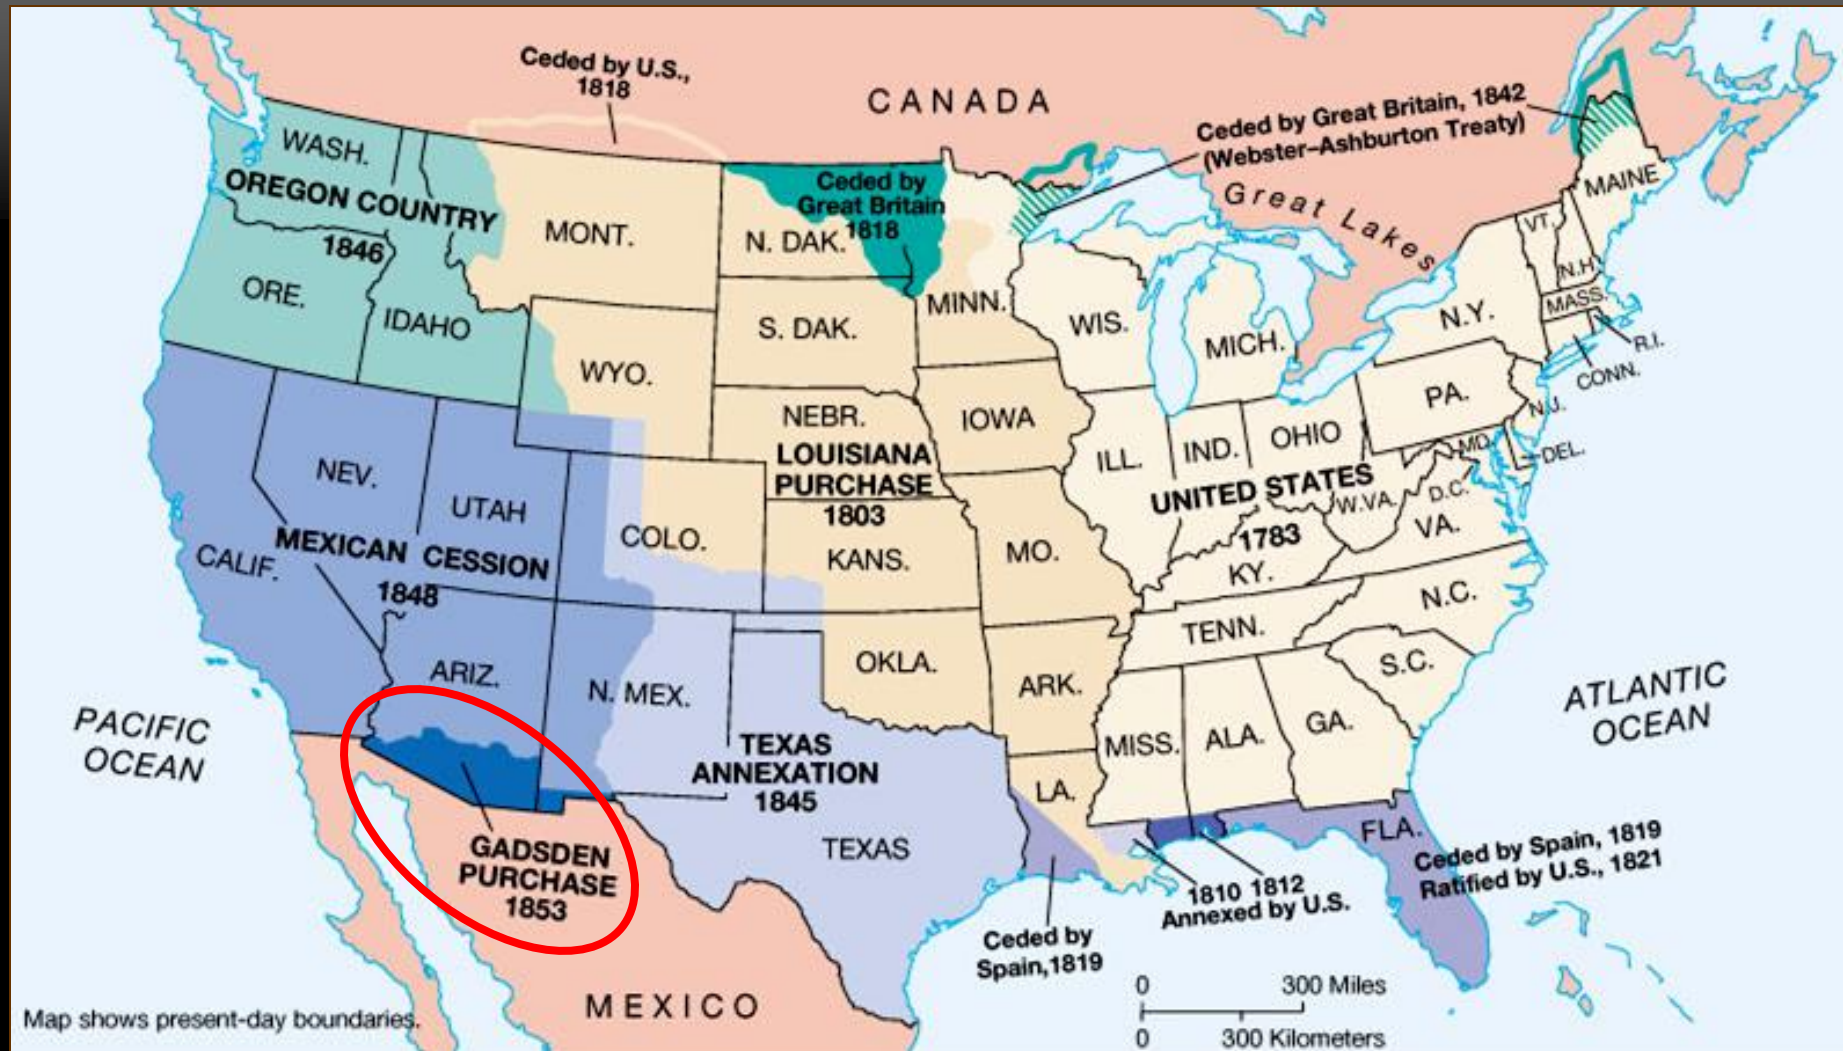 Ceded by U.S.,
1818
CANADA
Ceded by Great Britain, 1842
(Webster–Ashburton Treaty)
WASH.
OREGON COUNTRY
1846
ORE.
IDAHO
MONT.
Ceded by
Great Britain
1818
N. DAK.
S. DAK.
MINN.
WYO.
NEBR.
IOWA
WIS.
MICH.
Great Lakes
MAINE
VT.
N.H.
MASS.
N.Y.
R.I.
CONN.
PA.
N.J.
MD.
DEL.
D.C.
ILL.
IND.
OHIO
W.VA.
VA.
UNITED STATES
1783
KY.
LOUISIANA
PURCHASE
1803
NEV.
UTAH
COLO.
KANS.
MO.
CALIF.
MEXICAN CESSION
1848
ARIZ.
N. MEX.
OKLA.
ARK.
TENN.
N.C.
S.C.
PACIFIC
OCEAN
ATLANTIC
OCEAN
TEXAS
ANNEXATION
1845
MISS.
ALA.
GA.
LA.
TEXAS
FLA.
GADSDEN
PURCHASE
1853
Ceded by Spain, 1819
Ratified by U.S., 1821
1810 1812
Annexed by U.S.
Ceded by
Spain,1819
MEXICO
0 300 Miles
0 300 Kilometers
Map shows present-day boundaries.